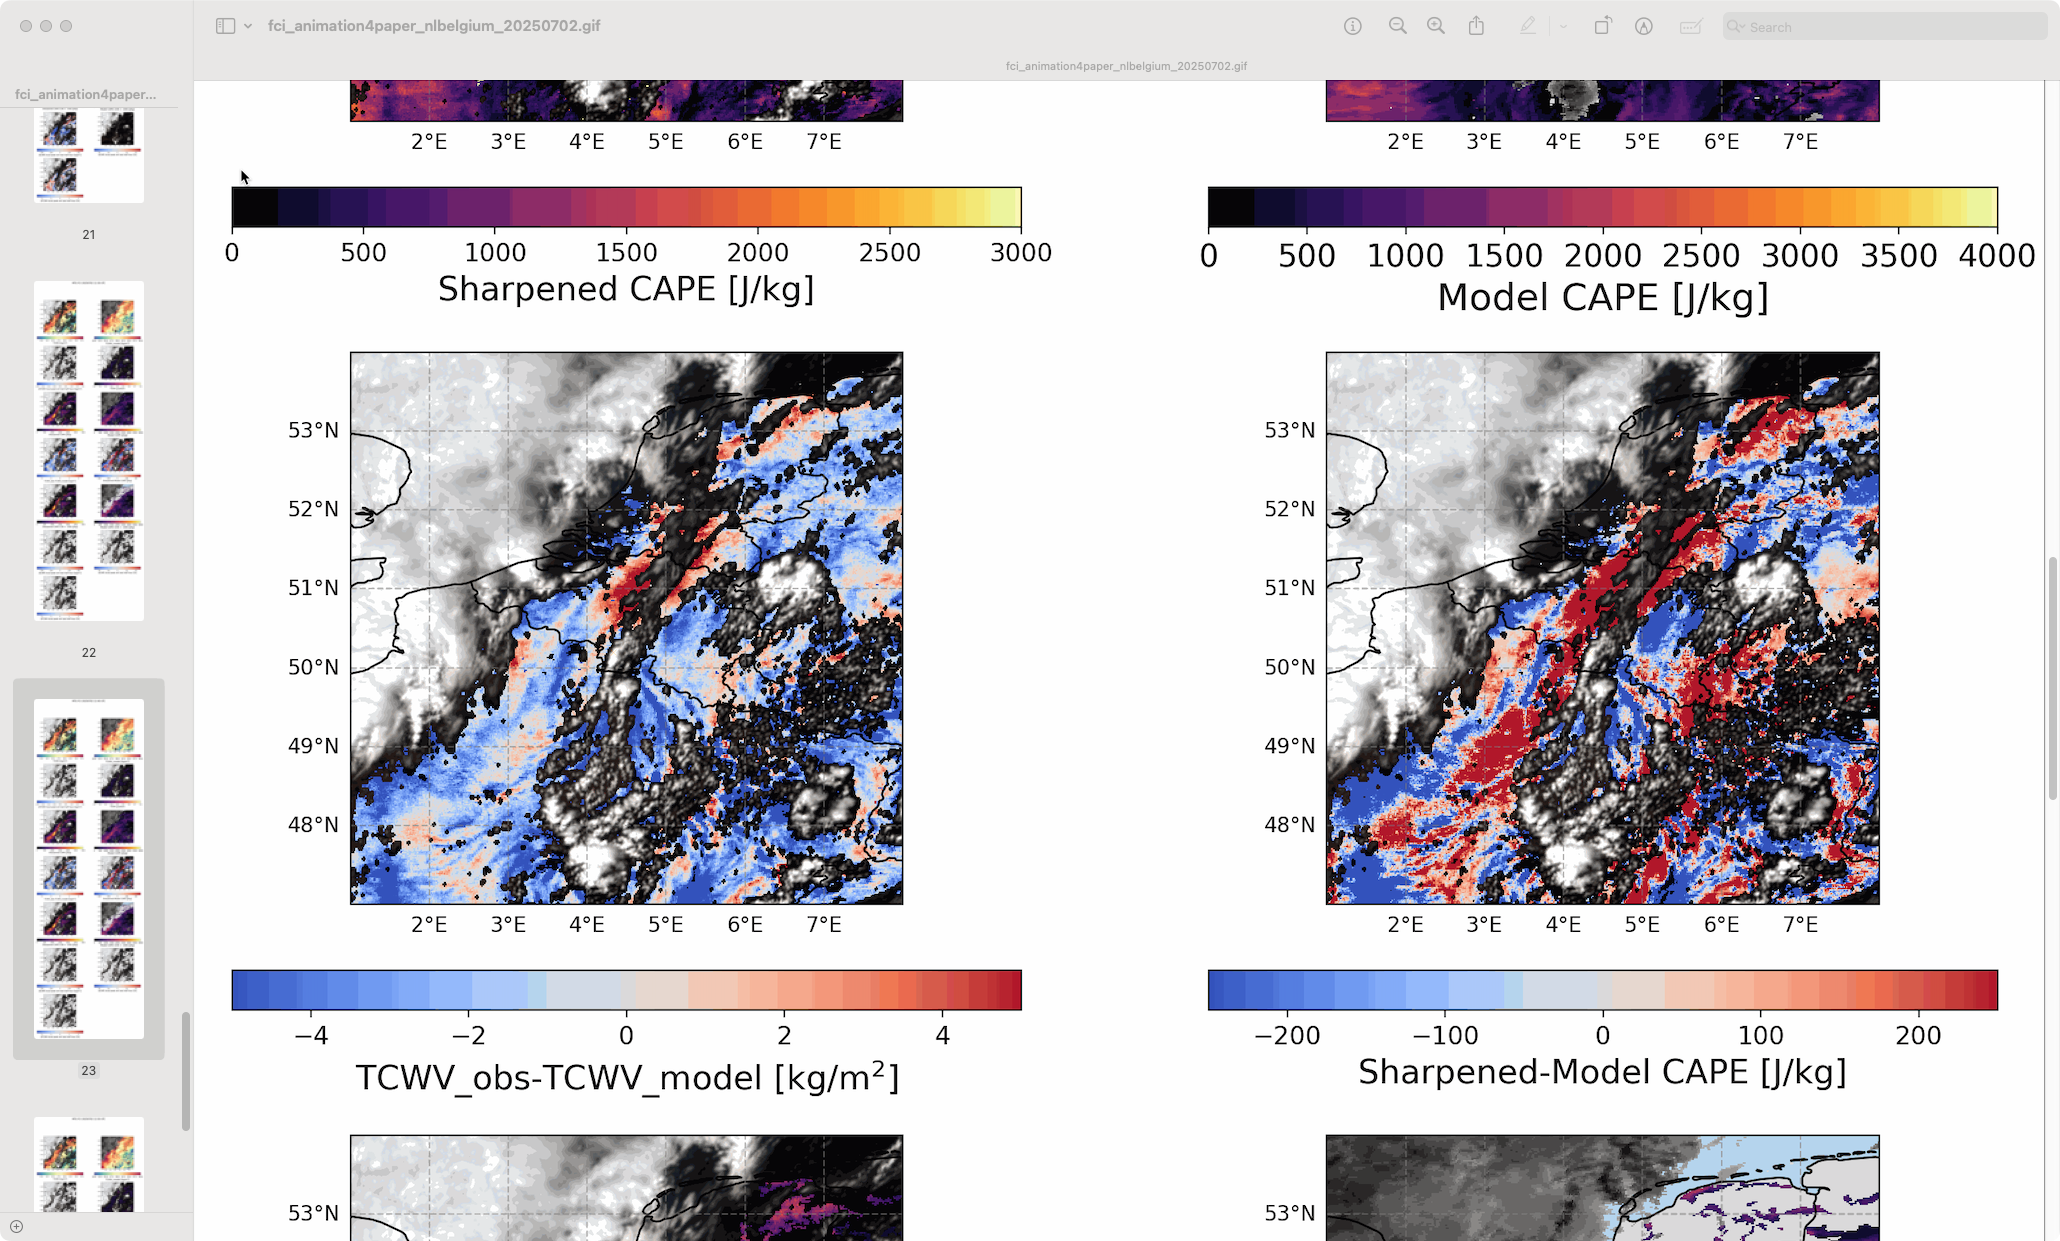 fci_animation4paper_nlbelgium_20250702.gif
Search
fci_animation4paper_nlbelgium_20250702.gif
fci_animation4paper...
21
22
23
2°E 3°E 4°E 5°E 6°E 7°E
2°E 3°E 4°E 5°E 6°E 7°E
0 500 1000 1500 2000 2500 3000
Sharpened CAPE [J/kg]
0 500 1000 1500 2000 2500 3000 3500 4000
Model CAPE [J/kg]
53°N
52°N
51°N
50°N
49°N
48°N
2°E 3°E 4°E 5°E 6°E 7°E
53°N
52°N
51°N
50°N
49°N
48°N
2°E 3°E 4°E 5°E 6°E 7°E
−4 −2 0 2 4
TCWV_obs-TCWV_model [kg/m²]
−200 −100 0 100 200
Sharpened-Model CAPE [J/kg]
53°N
53°N